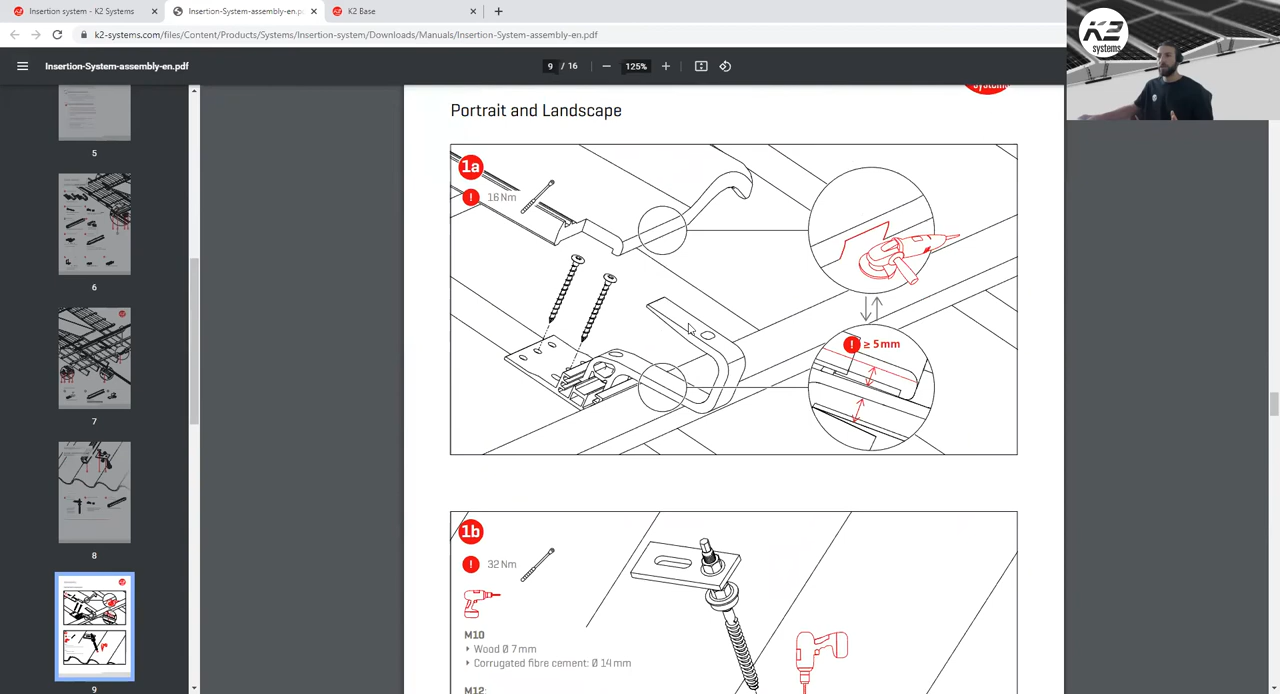 Insertion system - K2 Systems
Insertion-System-assembly-en.p
K2 Base
k2-systems.com/files/Content/Products/Systems/Insertion-system/Downloads/Manuals/Insertion-System-assembly-en.pdf
Insertion-System-assembly-en.pdf
9 / 16
125%
K2
systems
systems
Portrait and Landscape
5
6
7
8
9
1a
! 16 Nm
! ≥ 5 mm
1b
! 32 Nm
M10
‣ Wood Ø 7 mm
‣ Corrugated fibre cement: Ø 14 mm
M12: